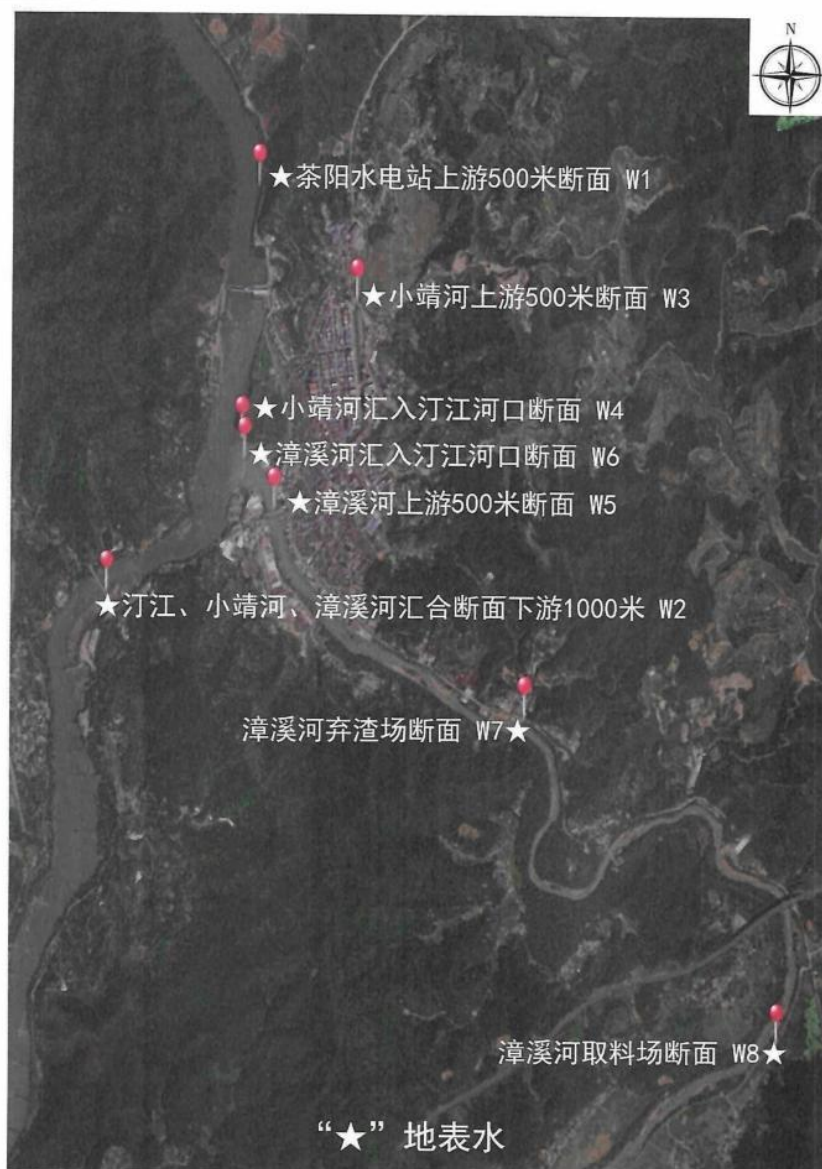 N
★茶阳水电站上游500米断面 W1
★小靖河上游500米断面 W3
★小靖河汇入汀江河口断面 W4
★漳溪河汇入汀江河口断面 W6
★漳溪河上游500米断面 W5
★汀江、小靖河、漳溪河汇合断面下游1000米 W2
漳溪河弃渣场断面 W7★
漳溪河取料场断面 W8★
“★”地表水